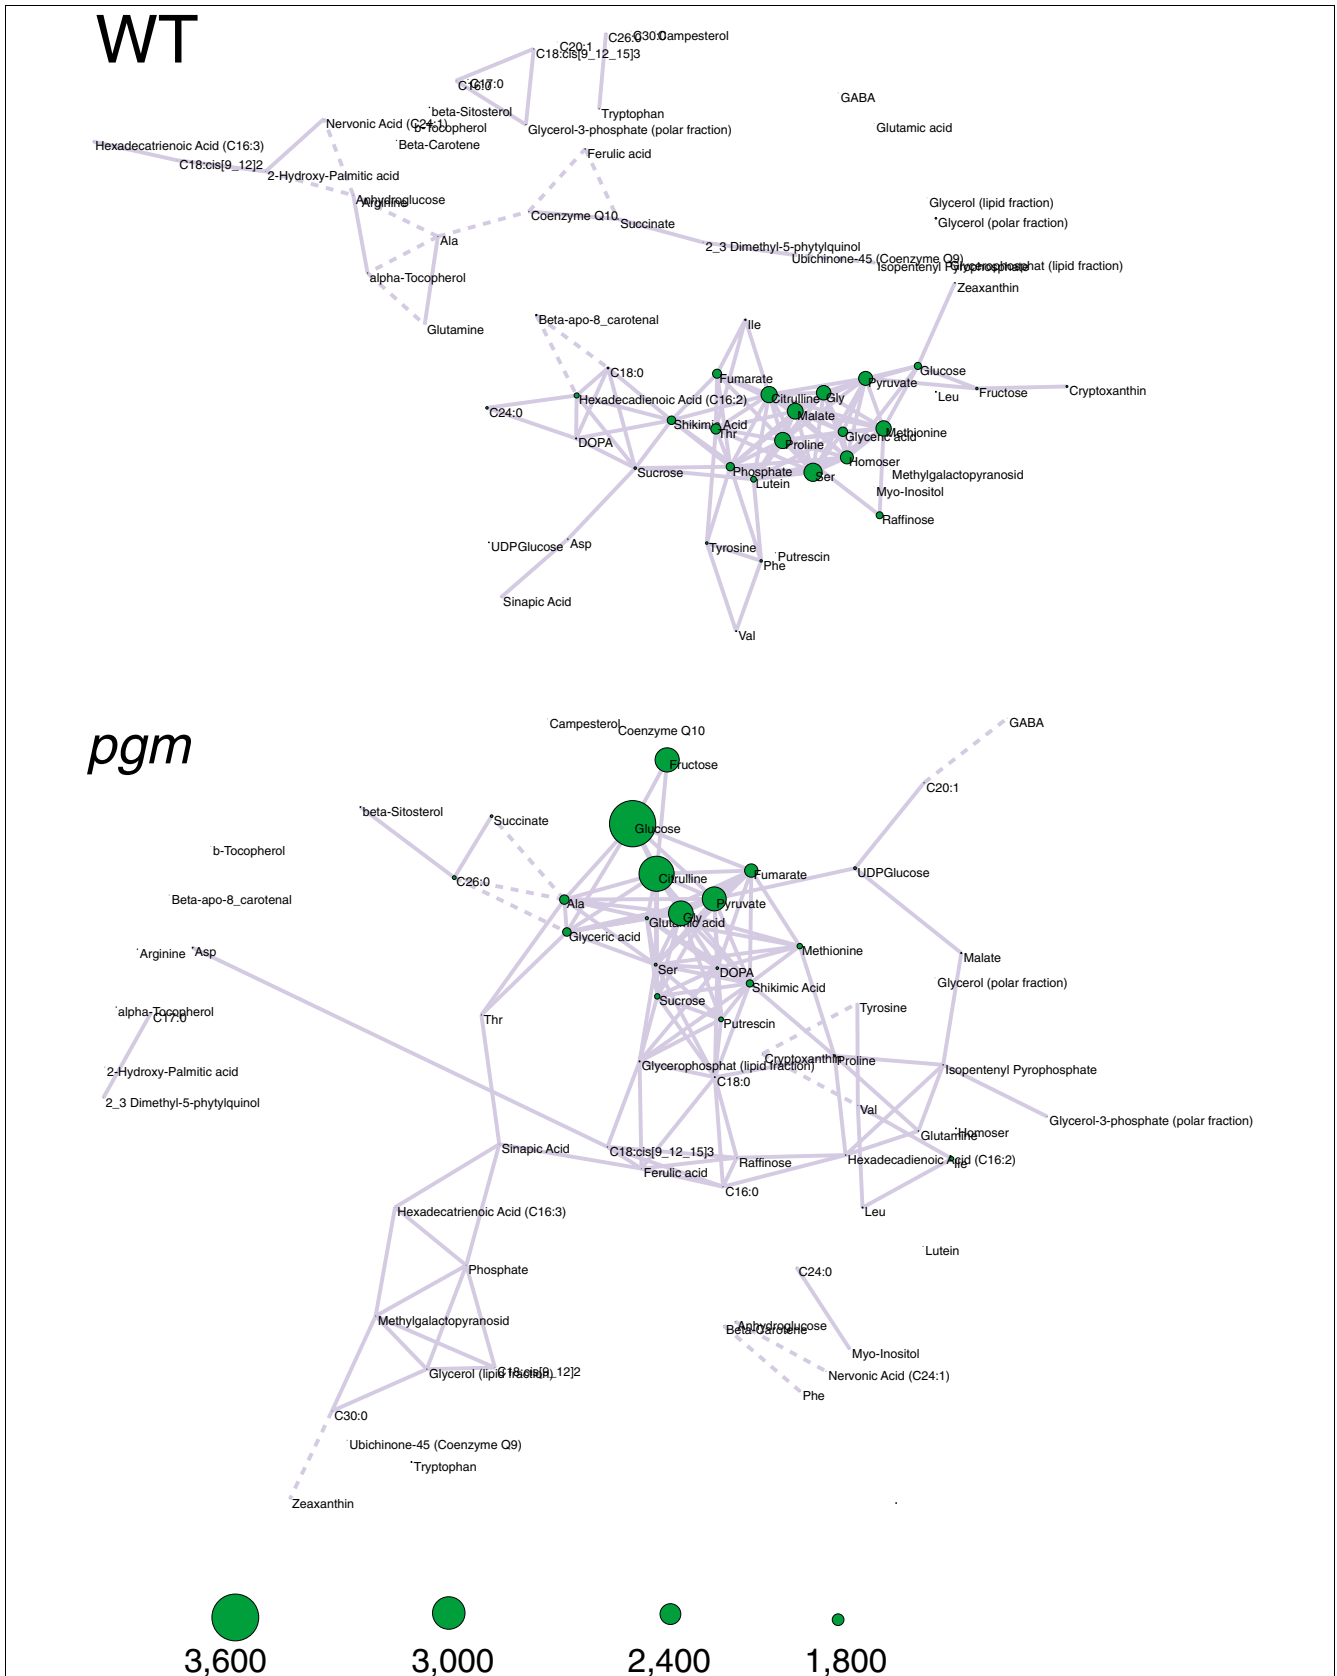 WT
C26:0
C30:0
Campesterol
C20:1
C18:cis[9_12_15]3
C16:0
C17:0
GABA
beta-Sitosterol
Tryptophan
Nervonic Acid (C24:1)
b-Tocopherol
Glycerol-3-phosphate (polar fraction)
Glutamic acid
Hexadecatrienoic Acid (C16:3)
Beta-Carotene
Ferulic acid
C18:cis[9_12]2
2-Hydroxy-Palmitic acid
Anhydroglucose
Arginine
Glycerol (lipid fraction)
Coenzyme Q10
Succinate
Glycerol (polar fraction)
Ala
2_3 Dimethyl-5-phytylquinol
Ubichinone-45 (Coenzyme Q9)
Isopentenyl Pyrophosphate
Glycerophosphat (lipid fraction)
alpha-Tocopherol
Zeaxanthin
Glutamine
Beta-apo-8_carotenal
Ile
C18:0
Fumarate
Pyruvate
Glucose
Hexadecadienoic Acid (C16:2)
Citrulline
Gly
Leu
Fructose
Cryptoxanthin
C24:0
Malate
Shikimic Acid
Thr
Glyceric acid
Methionine
DOPA
Proline
Homoser
Sucrose
Phosphate
Ser
Methylgalactopyranosid
Lutein
Myo-Inositol
Raffinose
UDPGlucose
Asp
Tyrosine
Putrescin
Phe
Sinapic Acid
Val
pgm
Campesterol
Coenzyme Q10
GABA
Fructose
C20:1
beta-Sitosterol
Succinate
Glucose
b-Tocopherol
C26:0
Citrulline
Fumarate
UDPGlucose
Beta-apo-8_carotenal
Ala
Pyruvate
Gly
Glutamic acid
Glyceric acid
Arginine
Asp
Methionine
Malate
Ser
DOPA
Shikimic Acid
Glycerol (polar fraction)
Sucrose
alpha-Tocopherol
C17:0
Thr
Putrescin
Tyrosine
Glycerophosphat (lipid fraction)
Cryptoxanthin
Proline
2-Hydroxy-Palmitic acid
C18:0
Isopentenyl Pyrophosphate
2_3 Dimethyl-5-phytylquinol
Val
Glycerol-3-phosphate (polar fraction)
Glutamine
Homoser
Sinapic Acid
C18:cis[9_12_15]3
Raffinose
Hexadecadienoic Acid (C16:2)
Ile
Ferulic acid
C16:0
Hexadecatrienoic Acid (C16:3)
Leu
Lutein
Phosphate
C24:0
Methylgalactopyranosid
Anhydroglucose
Beta-Carotene
Myo-Inositol
Glycerol (lipid fraction)
C18:cis[9_12]2
Nervonic Acid (C24:1)
Phe
C30:0
Ubichinone-45 (Coenzyme Q9)
Tryptophan
Zeaxanthin
3,600
3,000
2,400
1,800